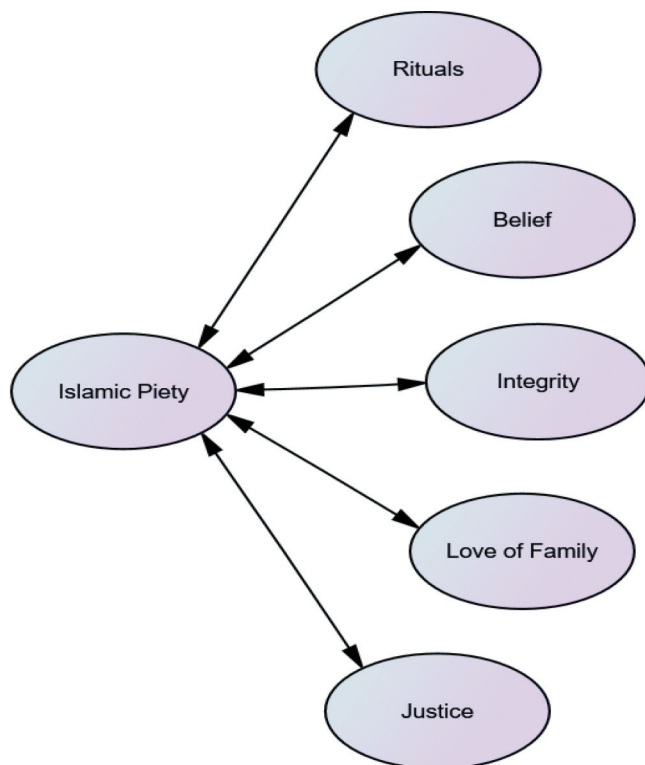 Rituals
Belief
Islamic Piety
Integrity
Love of Family
Justice